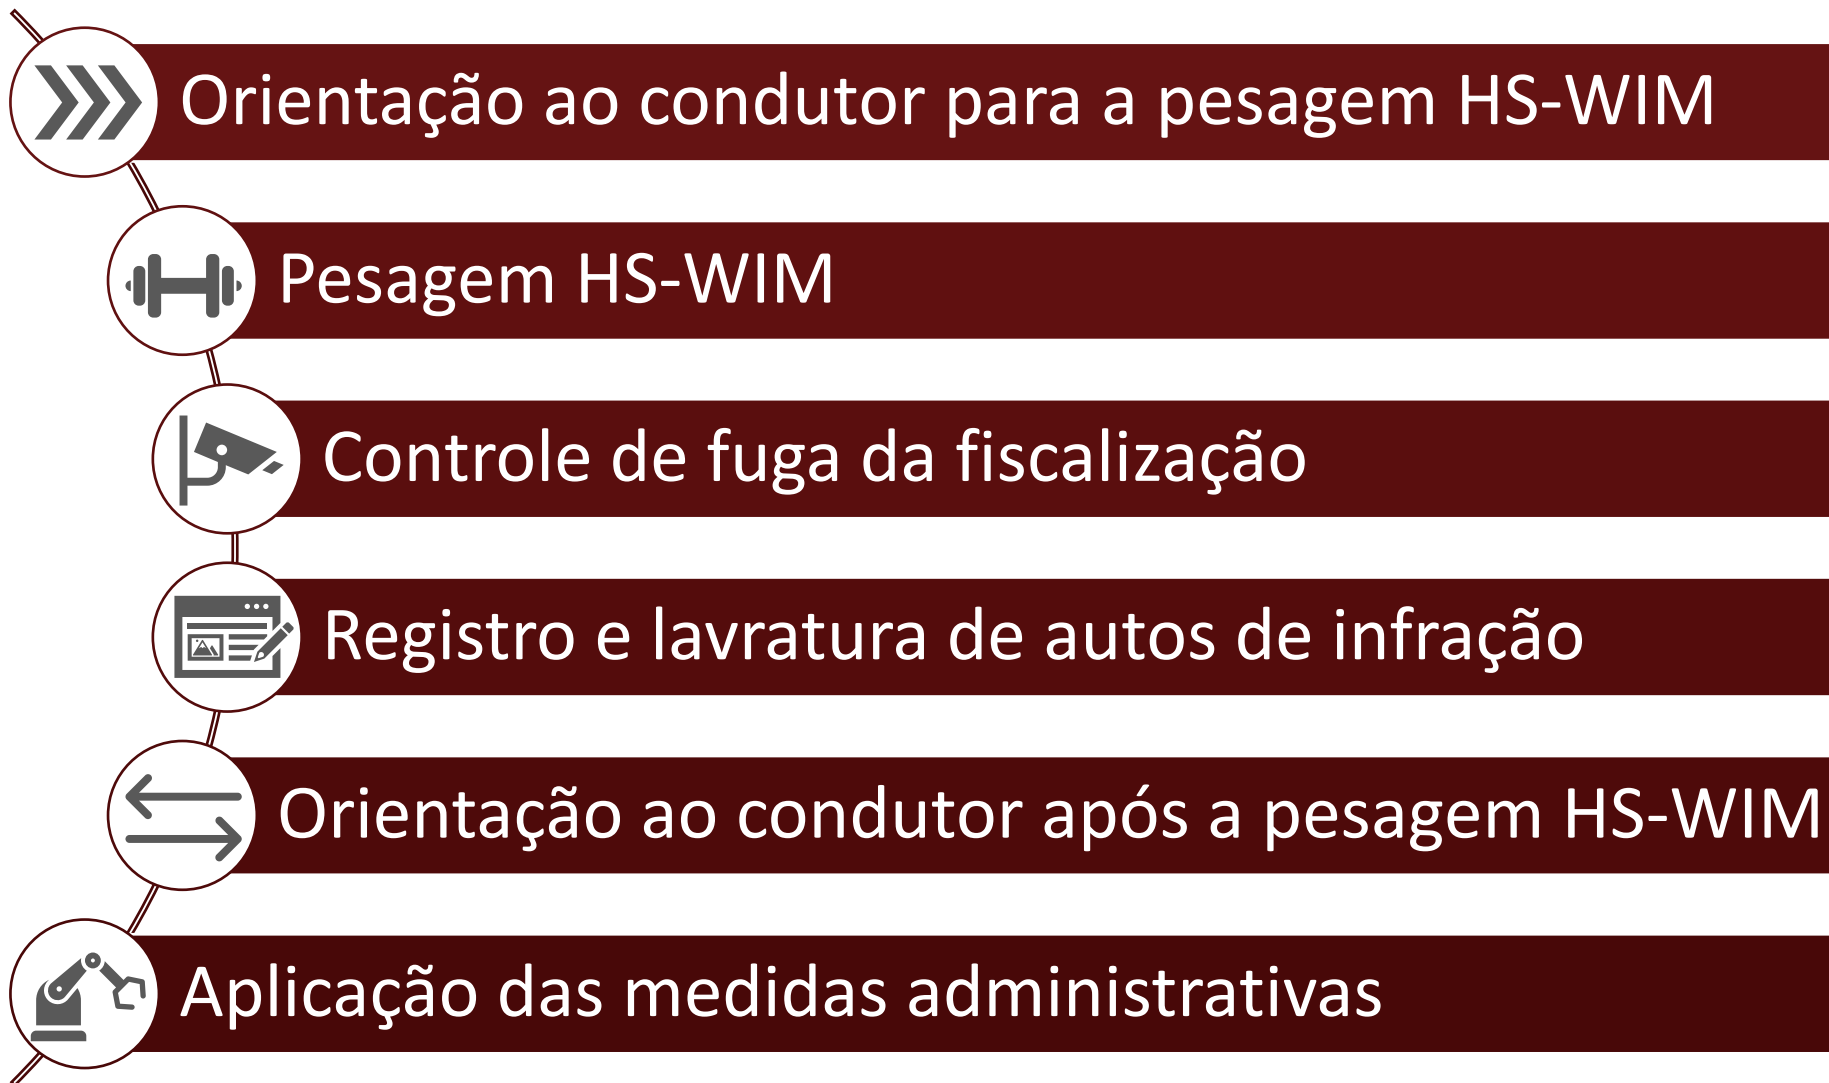 Orientação ao condutor para a pesagem HS-WIM
Pesagem HS-WIM
Controle de fuga da fiscalização
Registro e lavratura de autos de infração
Orientação ao condutor após a pesagem HS-WIM
Aplicação das medidas administrativas